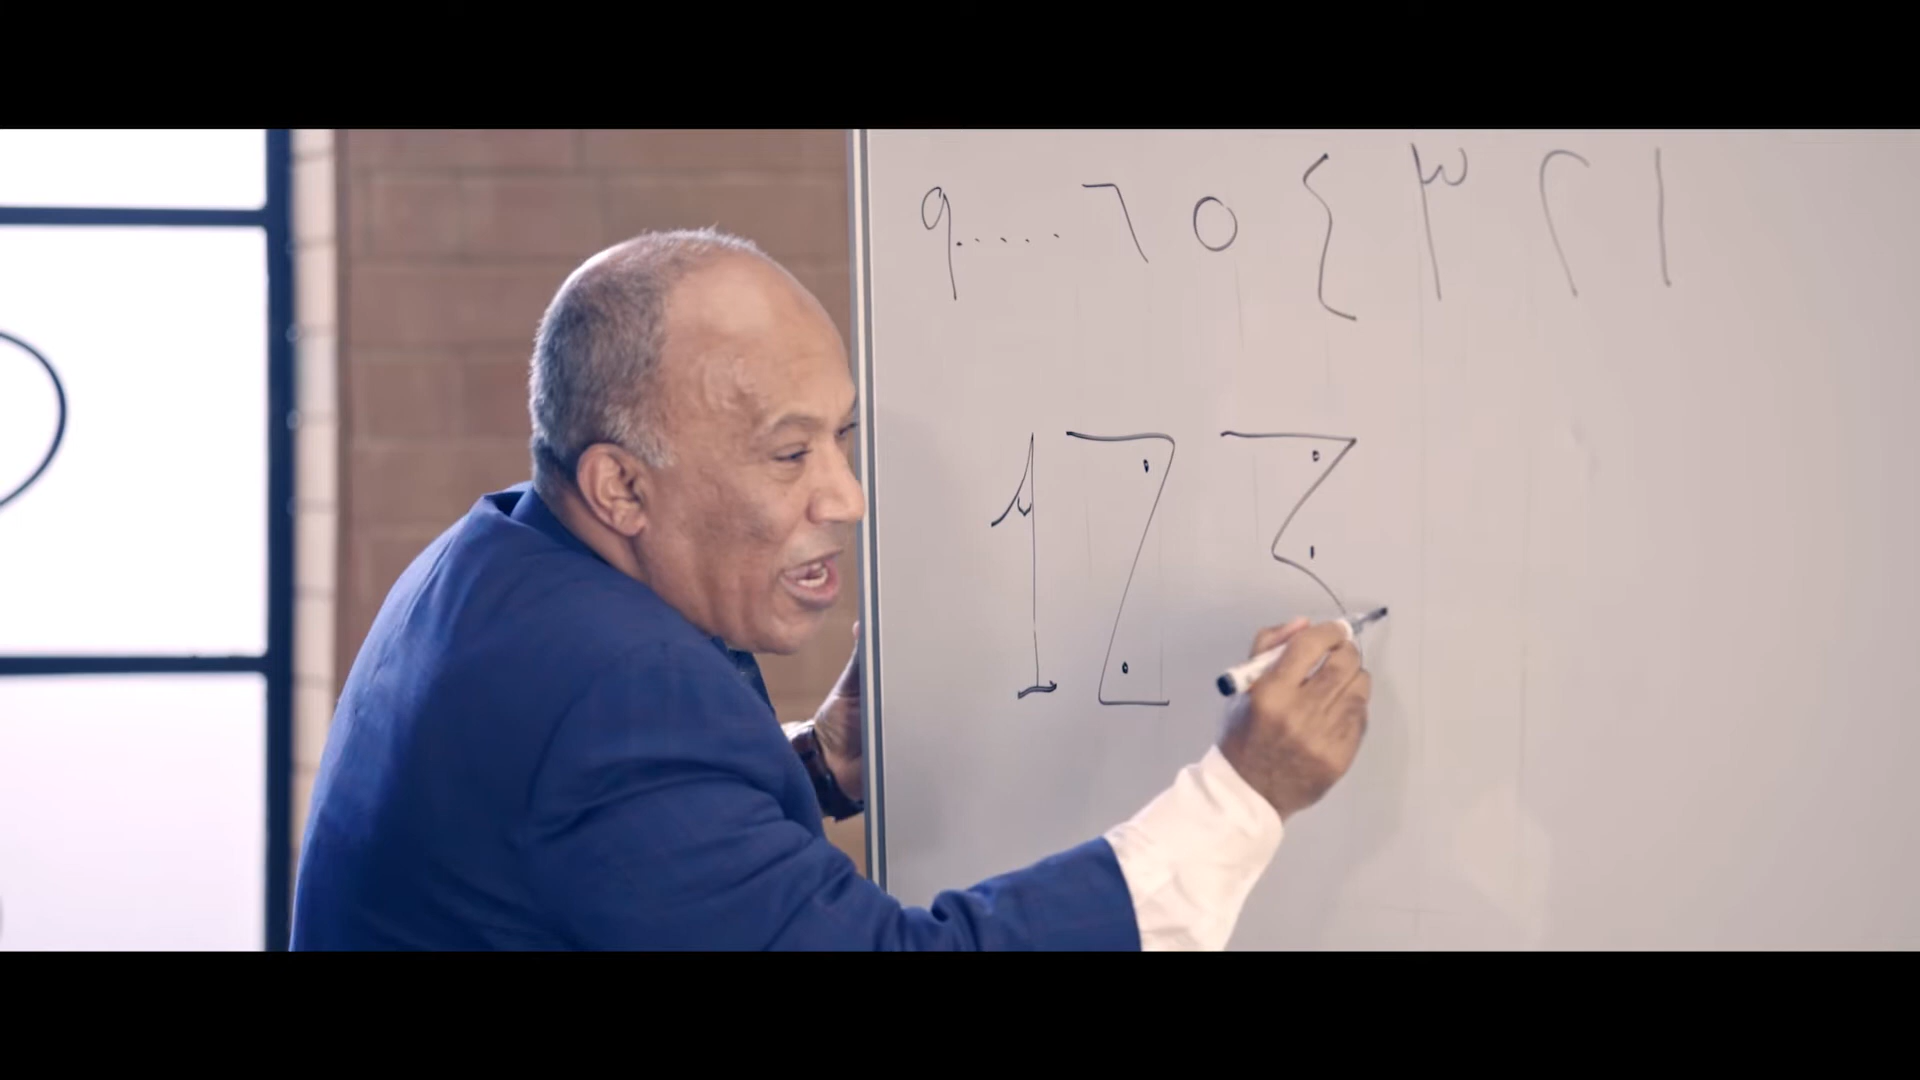 ٩.....٦ ٥ ٤ ٣ ٢ ١
1 2 3